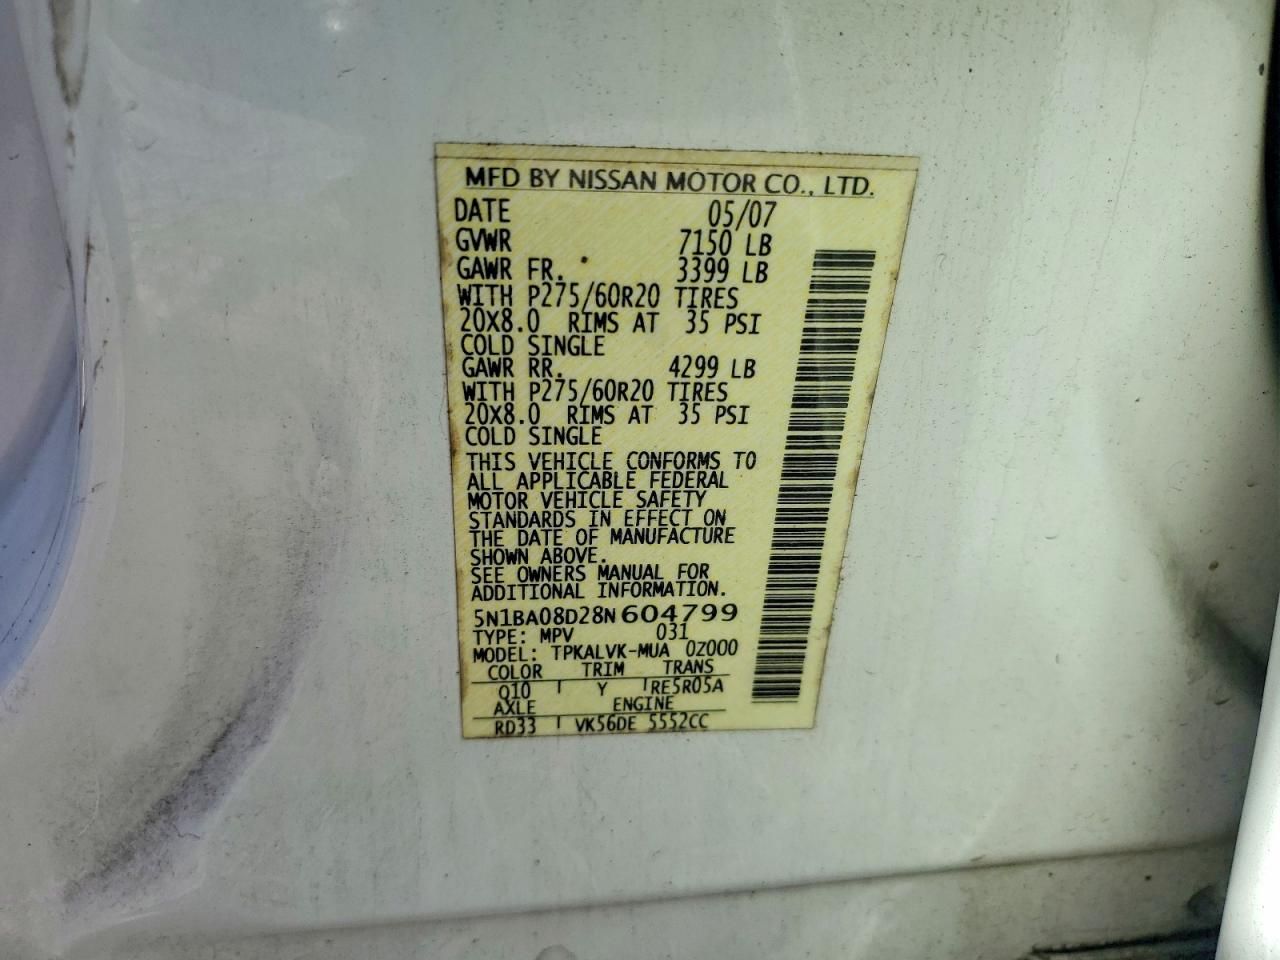 MFD BY NISSAN MOTOR CO., LTD.
DATE 05/07
GVWR 7150 LB
GAWR FR. 3399 LB
WITH P275/60R20 TIRES
20X8.0 RIMS AT 35 PSI
COLD SINGLE
GAWR RR. 4299 LB
WITH P275/60R20 TIRES
20X8.0 RIMS AT 35 PSI
COLD SINGLE
THIS VEHICLE CONFORMS TO
ALL APPLICABLE FEDERAL
MOTOR VEHICLE SAFETY
STANDARDS IN EFFECT ON
THE DATE OF MANUFACTURE
SHOWN ABOVE.
SEE OWNERS MANUAL FOR
ADDITIONAL INFORMATION.
5N1BA08D28N604799
TYPE: MPV 031
MODEL: TPKALVK-MUA 0Z000
COLOR TRIM TRANS
Q10 Y RE5R05A
AXLE ENGINE
RD33 VK56DE 5552CC